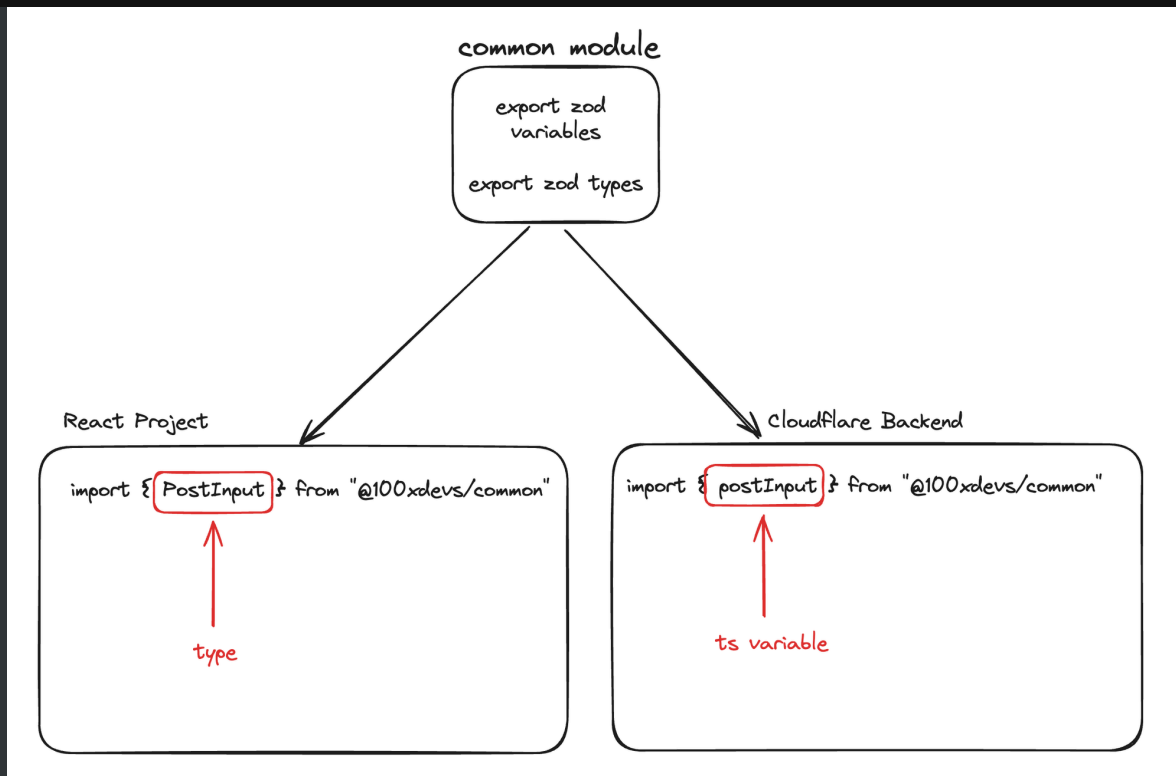 common module
export zod
variables
export zod types
React Project
import { PostInput } from "@100xdevs/common"
type
Cloudflare Backend
import { postInput } from "@100xdevs/common"
ts variable